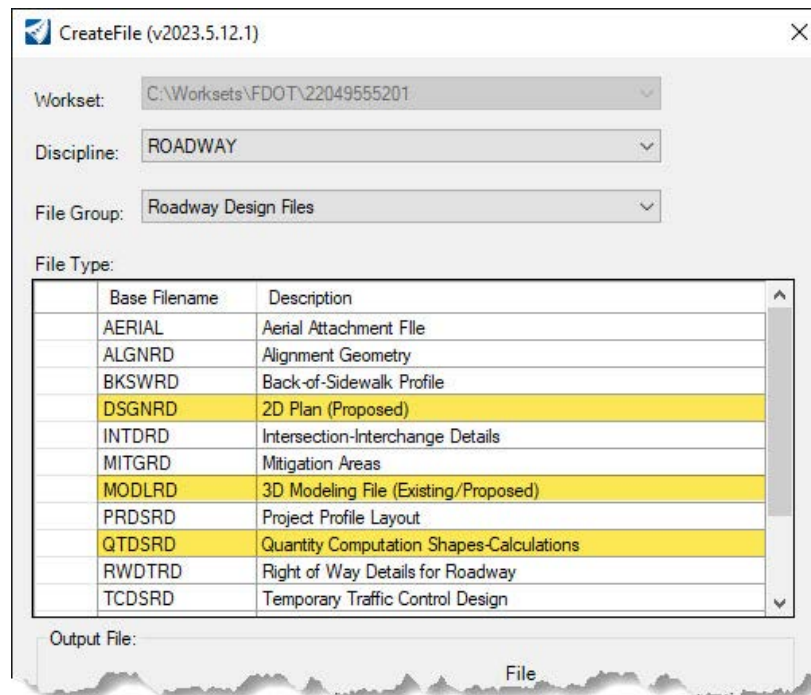 CreateFile (v2023.5.12.1)
Workset: C:\Worksets\FDOT\22049555201
Discipline: ROADWAY
File Group: Roadway Design Files
File Type:
Base Filename Description
AERIAL Aerial Attachment FIle
ALGNRD Alignment Geometry
BKSWRD Back-of-Sidewalk Profile
DSGNRD 2D Plan (Proposed)
INTDRD Intersection-Interchange Details
MITGRD Mitigation Areas
MODLRD 3D Modeling File (Existing/Proposed)
PRDSRD Project Profile Layout
QTDSRD Quantity Computation Shapes-Calculations
RWDTRD Right of Way Details for Roadway
TCDSRD Temporary Traffic Control Design
Output File:
File